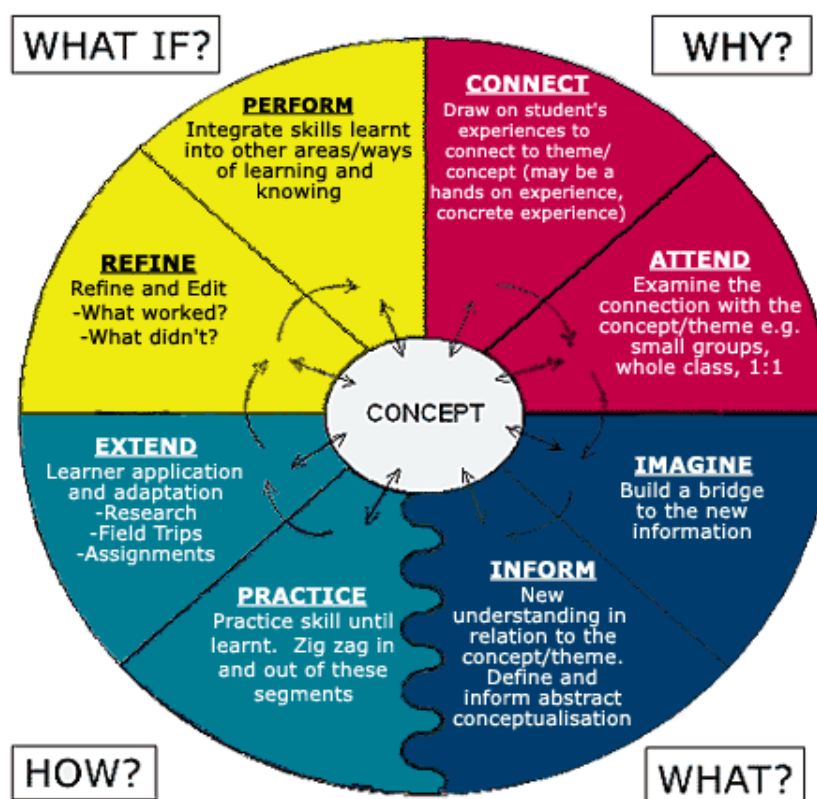 WHAT IF?
WHY?
CONNECT
Draw on student's
experiences to
connect to theme/
concept (may be a
hands on experience,
concrete experience)
ATTEND
Examine the
connection with the
concept/theme e.g.
small groups,
whole class, 1:1
IMAGINE
Build a bridge
to the new
information
INFORM
New
understanding in
relation to the
concept/theme.
Define and
inform abstract
conceptualisation
PRACTICE
Practice skill until
learnt. Zig zag in
and out of these
segments
EXTEND
Learner application
and adaptation
-Research
-Field Trips
-Assignments
REFINE
Refine and Edit
-What worked?
-What didn't?
PERFORM
Integrate skills learnt
into other areas/ways
of learning and
knowing
CONCEPT
HOW?
WHAT?